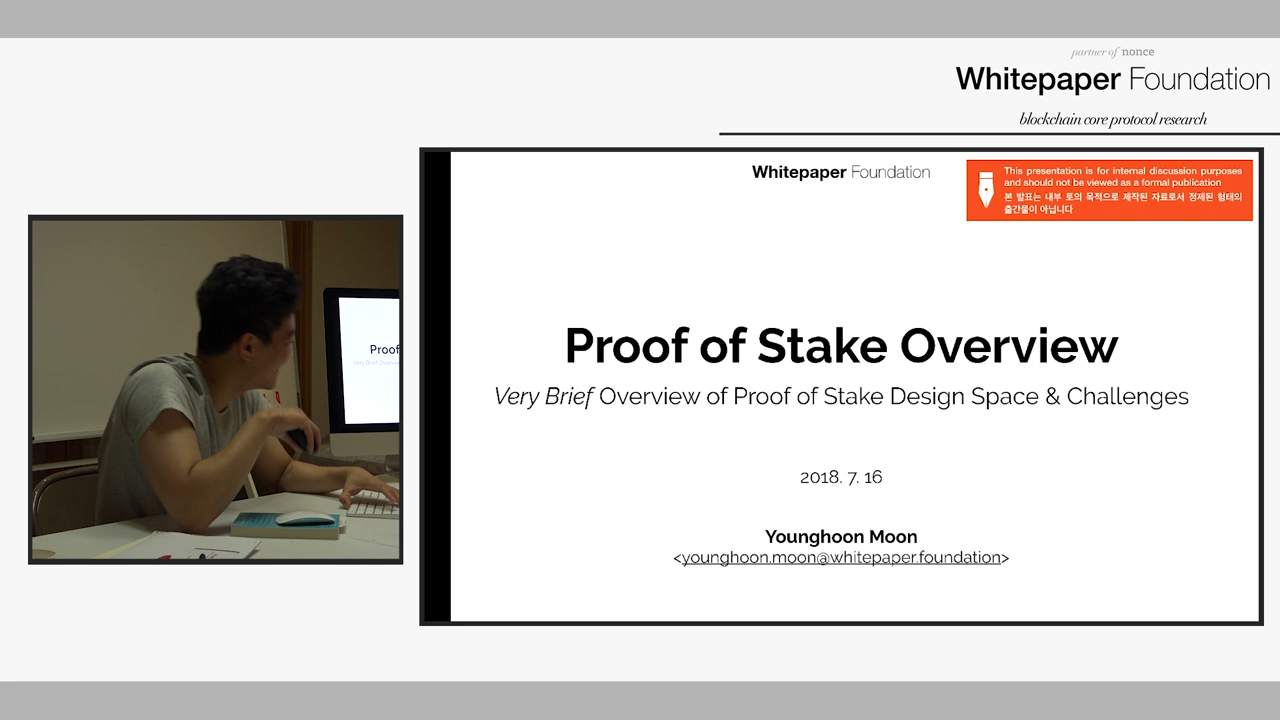 partner of nonce
Whitepaper Foundation
blockchain core protocol research
Whitepaper Foundation
This presentation is for internal discussion purposes
and should not be viewed as a formal publication
본 발표는 내부 토의 목적으로 제작된 자료로서 정제된 형태의
출간물이 아닙니다
Proof of Stake Overview
Very Brief Overview of Proof of Stake Design Space & Challenges
2018. 7. 16
Younghoon Moon
<younghoon.moon@whitepaper.foundation>
Proof
Very Brief Overview